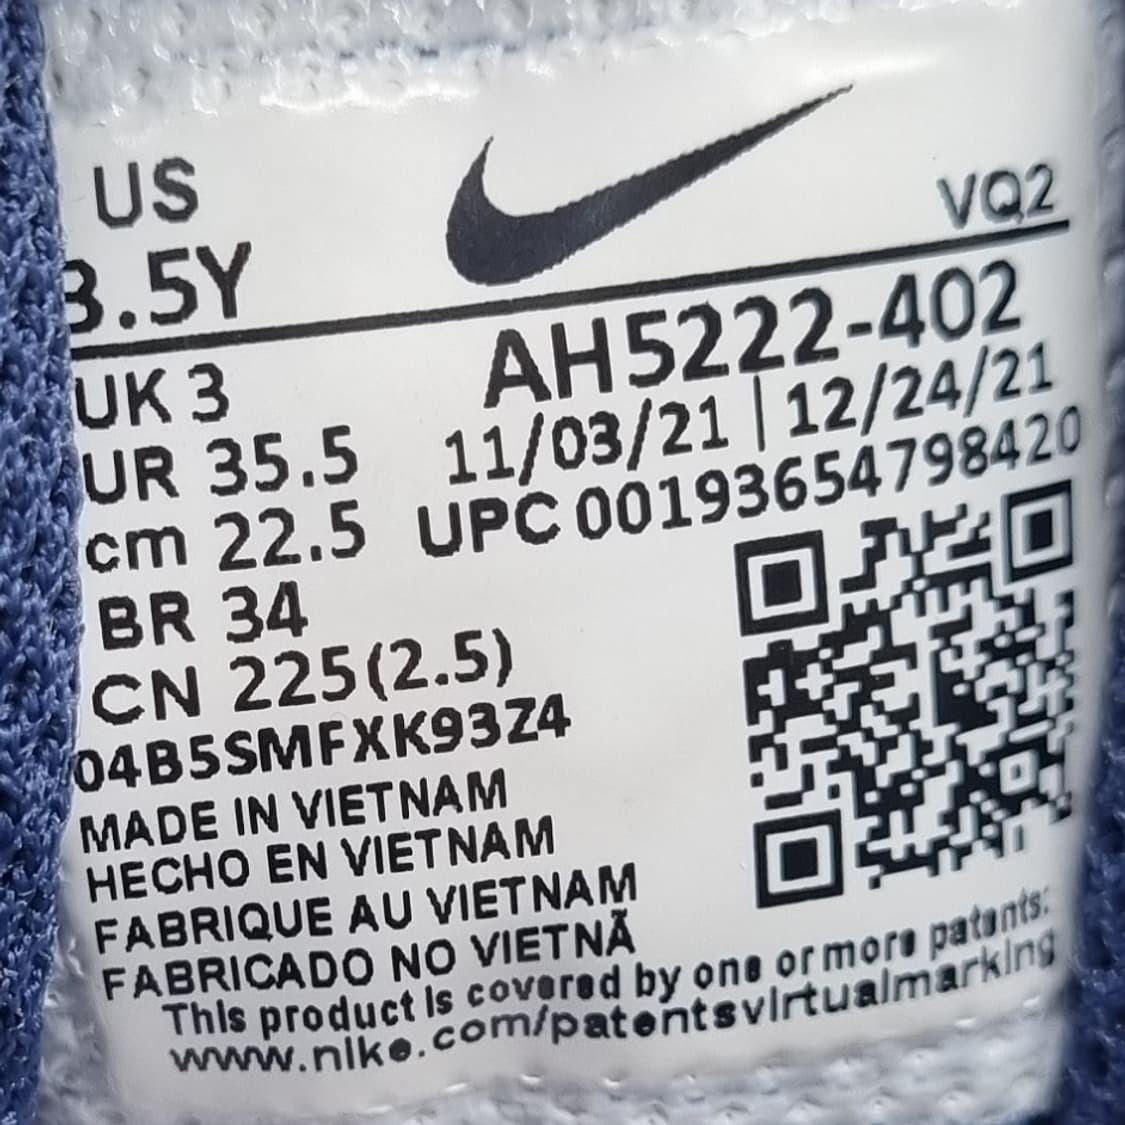 US
VQ2
3.5Y
AH5222-402
UK 3
11/03/21 | 12/24/21
UR 35.5
UPC 00193654798420
cm 22.5
BR 34
CN 225(2.5)
04B5SMFXK93Z4
MADE IN VIETNAM
HECHO EN VIETNAM
FABRIQUE AU VIETNAM
FABRICADO NO VIETNÃ
This product is covered by one or more patents:
www.nike.com/patentsvirtualmarking